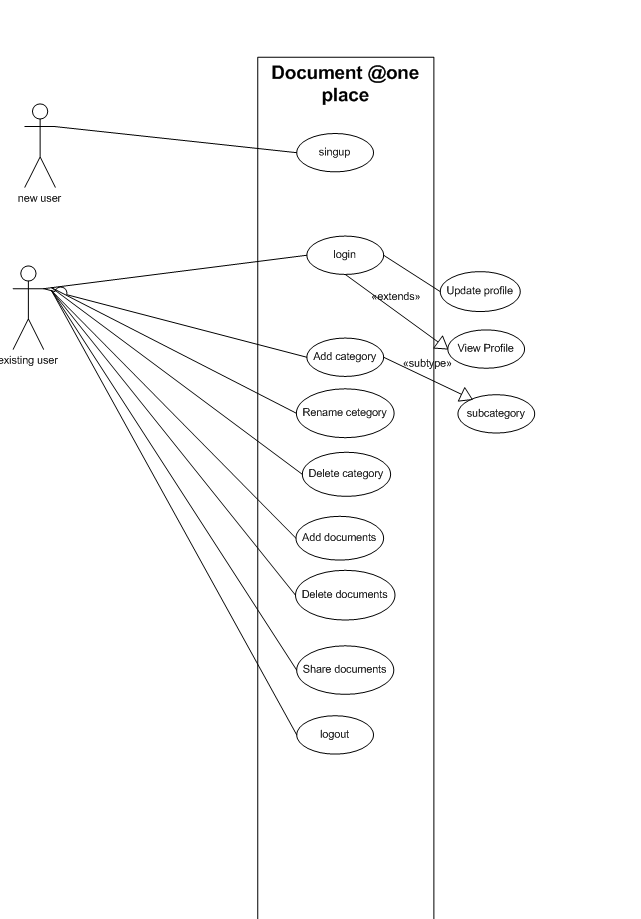 Document @one
place
singup
new user
login
Update profile
«extends»
View Profile
existing user
Add category
«subtype»
subcategory
Rename cetegory
Delete category
Add documents
Delete documents
Share documents
logout